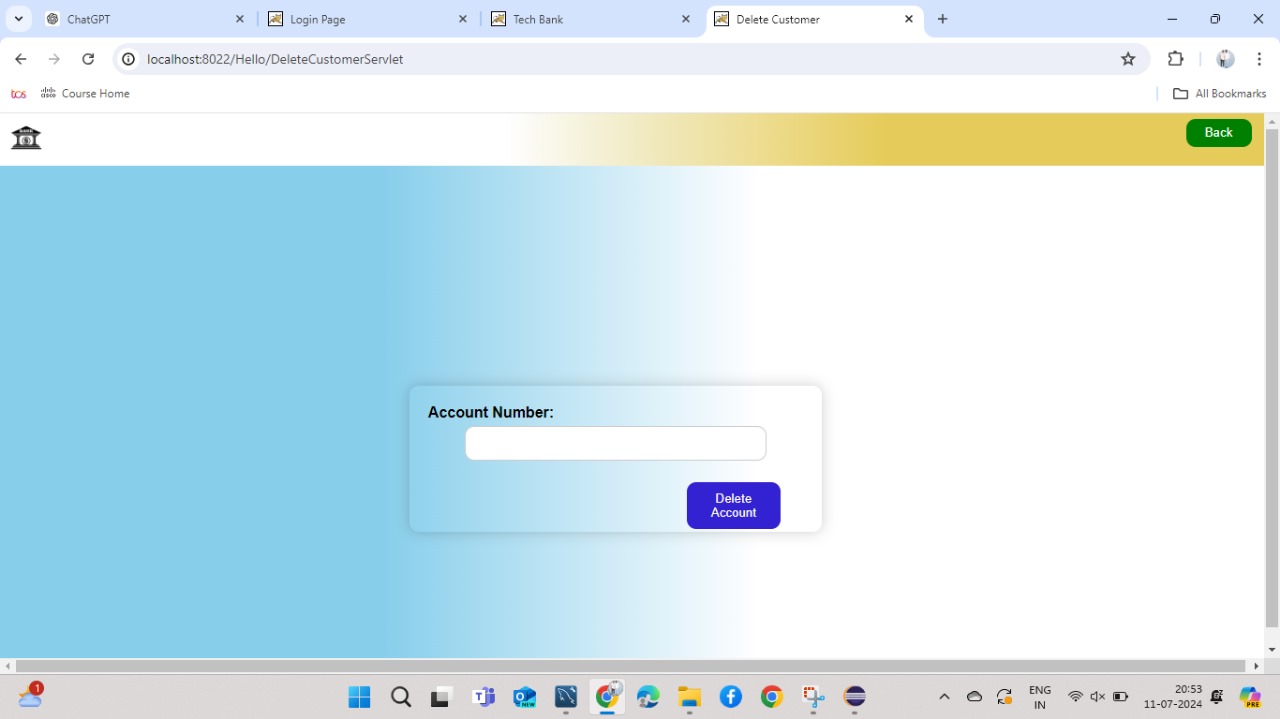 ChatGPT
Login Page
Tech Bank
Delete Customer
localhost:8022/Hello/DeleteCustomerServlet
tcs
Course Home
All Bookmarks
BANK
Back
Account Number:
Delete
Account
1
NEW
ENG
IN
20:53
11-07-2024
PRE